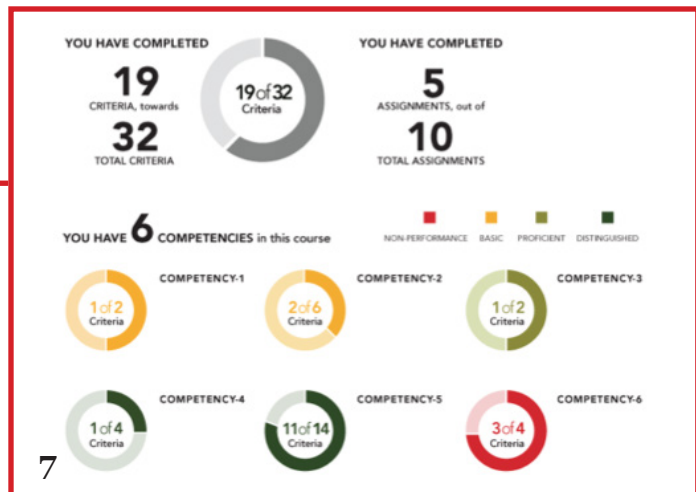 YOU HAVE COMPLETED
19
CRITERIA, towards
32
TOTAL CRITERIA
19 of 32
Criteria
YOU HAVE COMPLETED
5
ASSIGNMENTS, out of
10
TOTAL ASSIGNMENTS
YOU HAVE 6 COMPETENCIES in this course
NON-PERFORMANCE BASIC PROFICIENT DISTINGUISHED
COMPETENCY-1
1 of 2
Criteria
COMPETENCY-2
2 of 6
Criteria
COMPETENCY-3
1 of 2
Criteria
COMPETENCY-4
1 of 4
Criteria
COMPETENCY-5
11 of 14
Criteria
COMPETENCY-6
3 of 4
Criteria
7